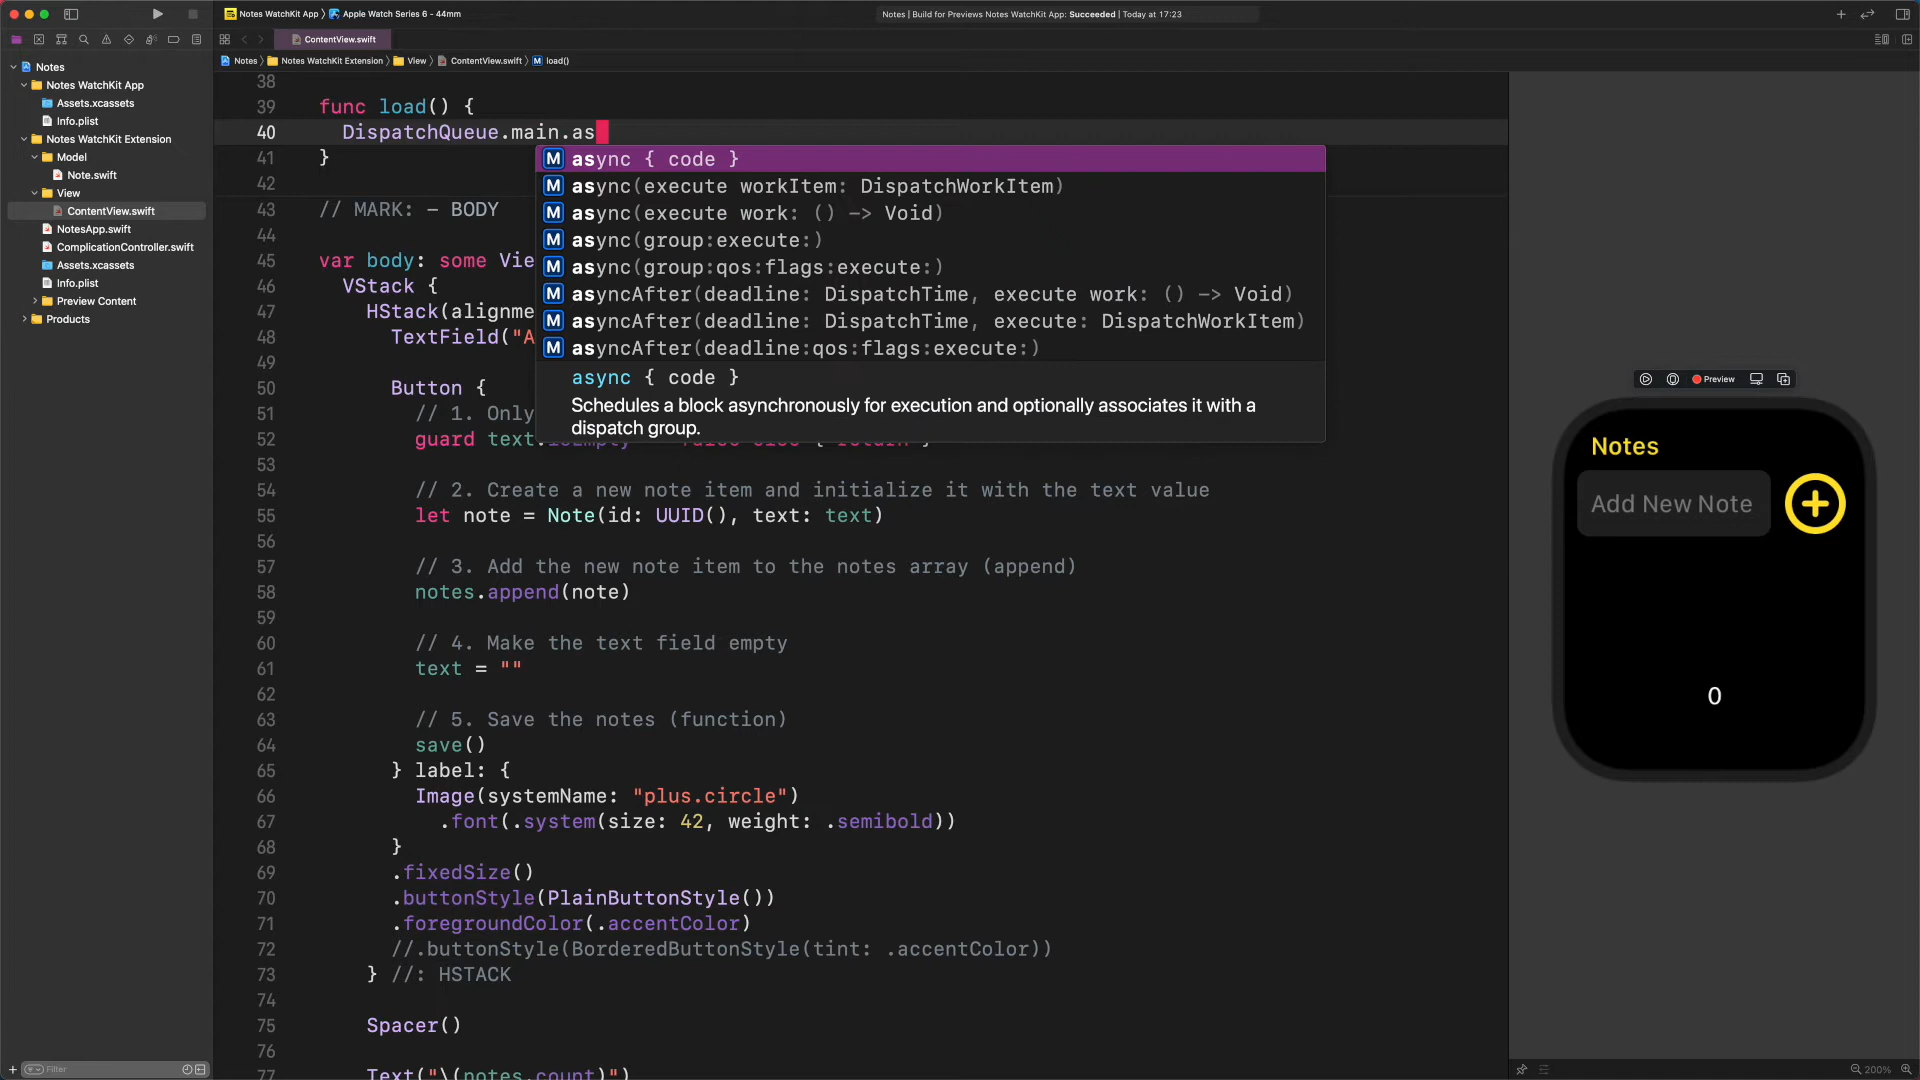 Notes WatchKit App 〉 Apple Watch Series 6 - 44mm
Notes | Build for Previews Notes WatchKit App: Succeeded | Today at 17:23
ContentView.swift
Notes 〉 Notes WatchKit Extension 〉 View 〉 ContentView.swift 〉 M load()
Notes
Notes WatchKit App
Assets.xcassets
Info.plist
Notes WatchKit Extension
Model
Note.swift
View
ContentView.swift
NotesApp.swift
ComplicationController.swift
Assets.xcassets
Info.plist
Preview Content
Products
Filter
38
39 func load() {
40 DispatchQueue.main.as
41 }
42
43 // MARK: - BODY
44
45 var body: some Vie
46 VStack {
47 HStack(alignme
48 TextField("A
50 Button {
51 // 1. Only
52 guard text.
53
54 // 2. Create a new note item and initialize it with the text value
55 let note = Note(id: UUID(), text: text)
56
57 // 3. Add the new note item to the notes array (append)
58 notes.append(note)
59
60 // 4. Make the text field empty
61 text = ""
62
63 // 5. Save the notes (function)
64 save()
65 } label: {
66 Image(systemName: "plus.circle")
67 .font(.system(size: 42, weight: .semibold))
68 }
69 .fixedSize()
70 .buttonStyle(PlainButtonStyle())
71 .foregroundColor(.accentColor)
72 //.buttonStyle(BorderedButtonStyle(tint: .accentColor))
73 } //: HSTACK
74
75 Spacer()
76
77 Text("\(notes.count)")
M async { code }
M async(execute workItem: DispatchWorkItem)
M async(execute work: () -> Void)
M async(group:execute:)
M async(group:qos:flags:execute:)
M asyncAfter(deadline: DispatchTime, execute work: () -> Void)
M asyncAfter(deadline: DispatchTime, execute: DispatchWorkItem)
M asyncAfter(deadline:qos:flags:execute:)
async { code }
Schedules a block asynchronously for execution and optionally associates it with a
dispatch group.
Preview
Notes
Add New Note
0
200%